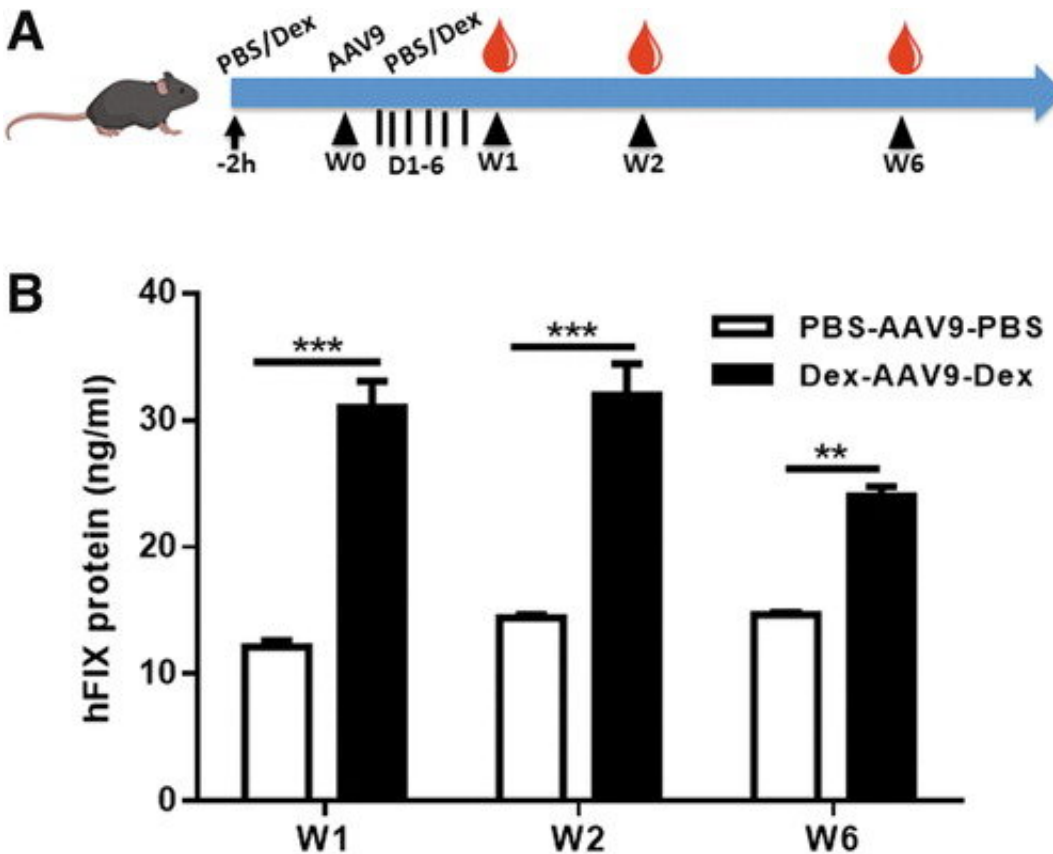 A
PBS/Dex
AAV9
PBS/Dex
-2h
W0
D1-6
W1
W2
W6
B
hFIX protein (ng/ml)
40
30
20
10
0
***
***
**
PBS-AAV9-PBS
Dex-AAV9-Dex
W1
W2
W6